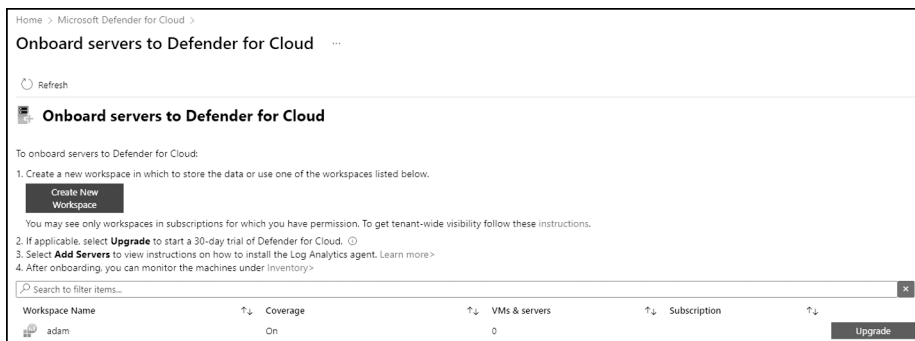 Home > Microsoft Defender for Cloud >
Onboard servers to Defender for Cloud ...
Refresh
Onboard servers to Defender for Cloud
To onboard servers to Defender for Cloud:
1. Create a new workspace in which to store the data or use one of the workspaces listed below.
Create New
Workspace
You may see only workspaces in subscriptions for which you have permission. To get tenant-wide visibility follow these instructions.
2. If applicable, select Upgrade to start a 30-day trial of Defender for Cloud.
3. Select Add Servers to view instructions on how to install the Log Analytics agent. Learn more>
4. After onboarding, you can monitor the machines under Inventory>
Search to filter items...
Workspace Name ↑↓ Coverage ↑↓ VMs & servers ↑↓ Subscription ↑↓
adam On 0 Upgrade